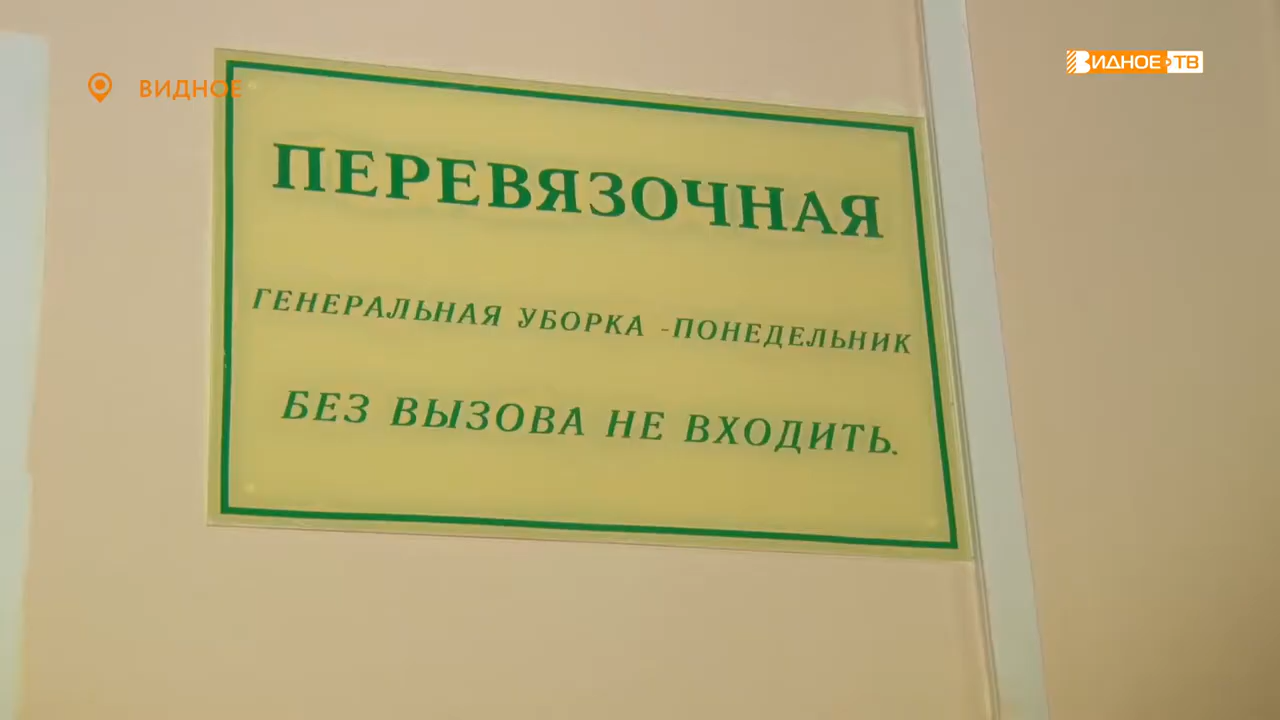 ВИДНОЕ
ВИДНОЕ ТВ
ПЕРЕВЯЗОЧНАЯ
ГЕНЕРАЛЬНАЯ УБОРКА -ПОНЕДЕЛЬНИК
БЕЗ ВЫЗОВА НЕ ВХОДИТЬ.